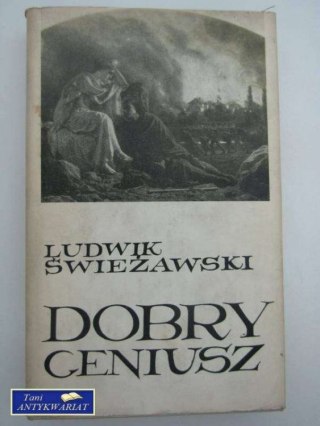 LUDWIK
ŚWIEŻAWSKI
DOBRY
GENIUSZ
Tani
ANTYKWARIAT